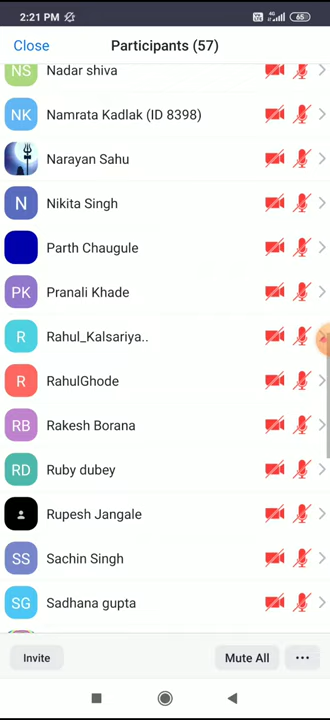 2:21 PM
4G
65
Close
Participants (57)
NS Nadar shiva
NK Namrata Kadlak (ID 8398)
Narayan Sahu
N Nikita Singh
Parth Chaugule
PK Pranali Khade
R Rahul_Kalsariya..
R RahulGhode
RB Rakesh Borana
RD Ruby dubey
Rupesh Jangale
SS Sachin Singh
SG Sadhana gupta
Invite
Mute All